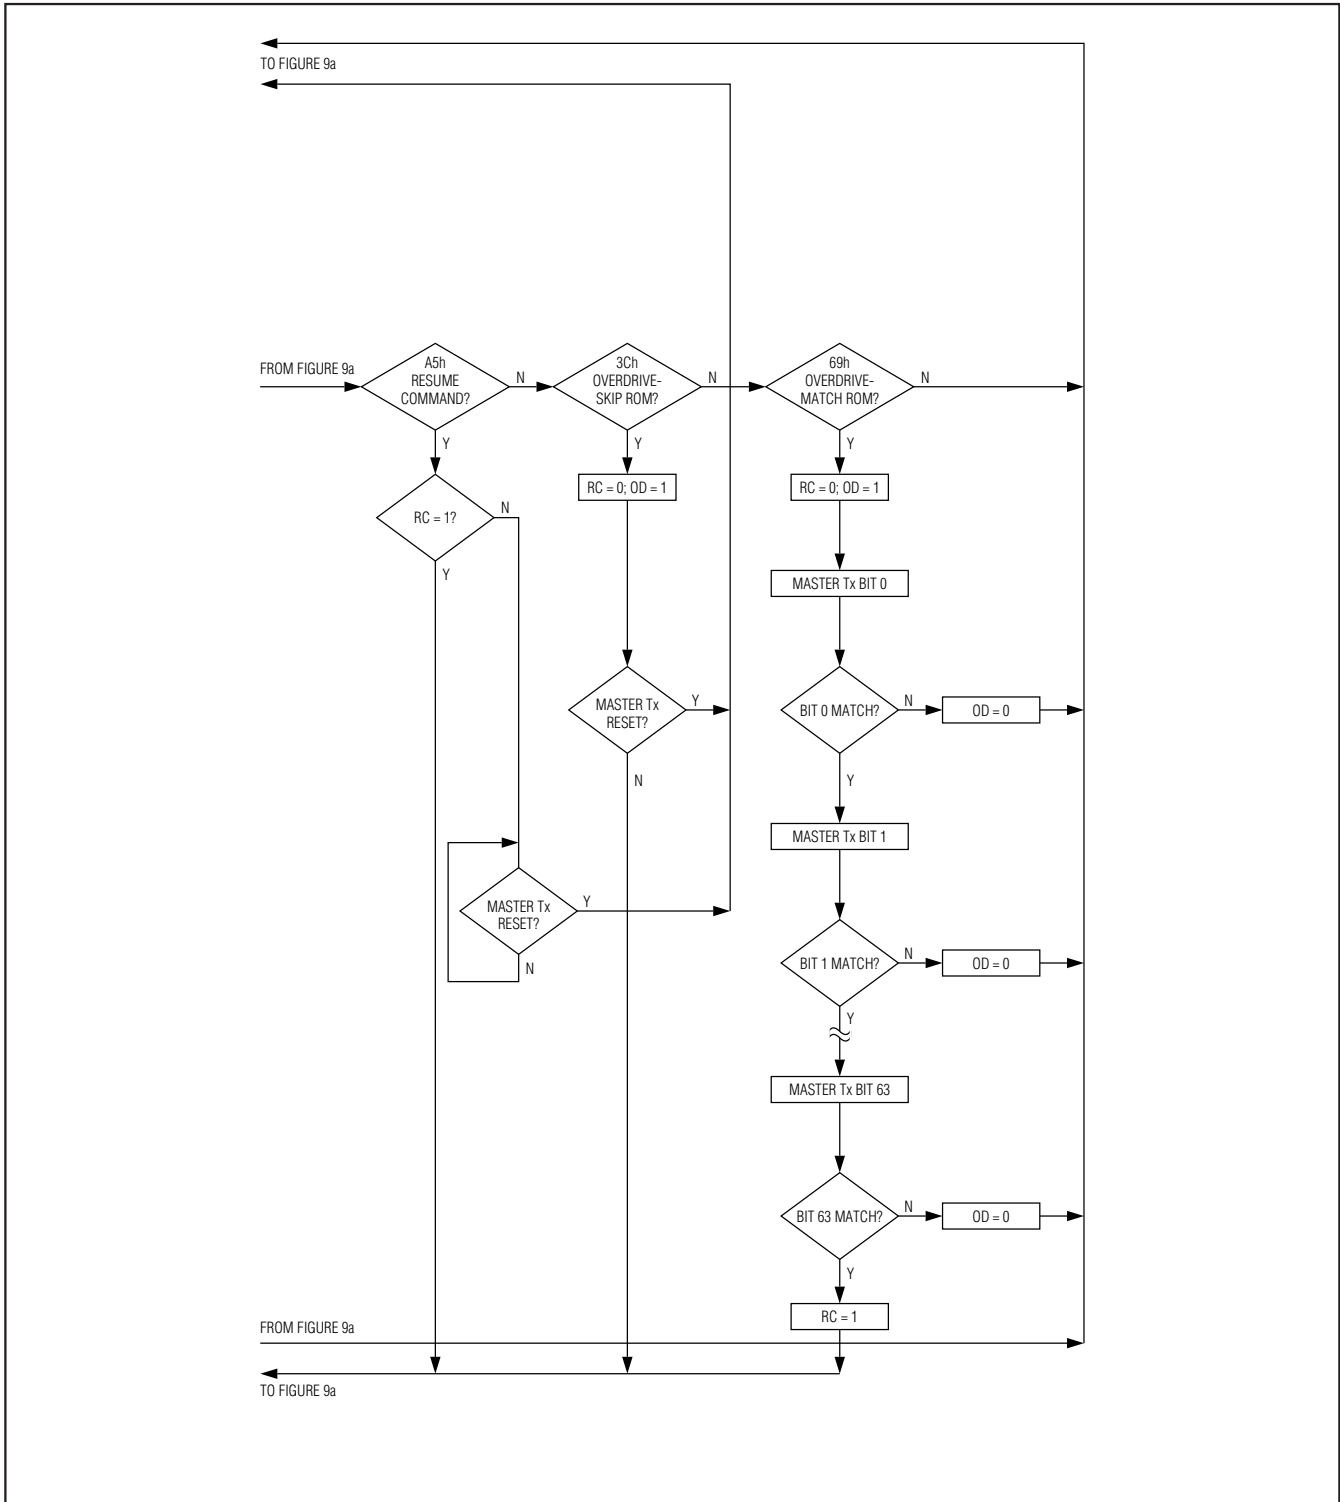 TO FIGURE 9a
FROM FIGURE 9a
A5h
RESUME
COMMAND?
N
3Ch
OVERDRIVE-
SKIP ROM?
N
69h
OVERDRIVE-
MATCH ROM?
N
Y
Y
Y
RC = 1?
N
RC = 0; OD = 1
RC = 0; OD = 1
Y
MASTER Tx BIT 0
MASTER Tx
RESET?
Y
BIT 0 MATCH?
N
OD = 0
N
Y
MASTER Tx BIT 1
MASTER Tx
RESET?
Y
N
BIT 1 MATCH?
N
OD = 0
Y
MASTER Tx BIT 63
BIT 63 MATCH?
N
OD = 0
Y
RC = 1
FROM FIGURE 9a
TO FIGURE 9a